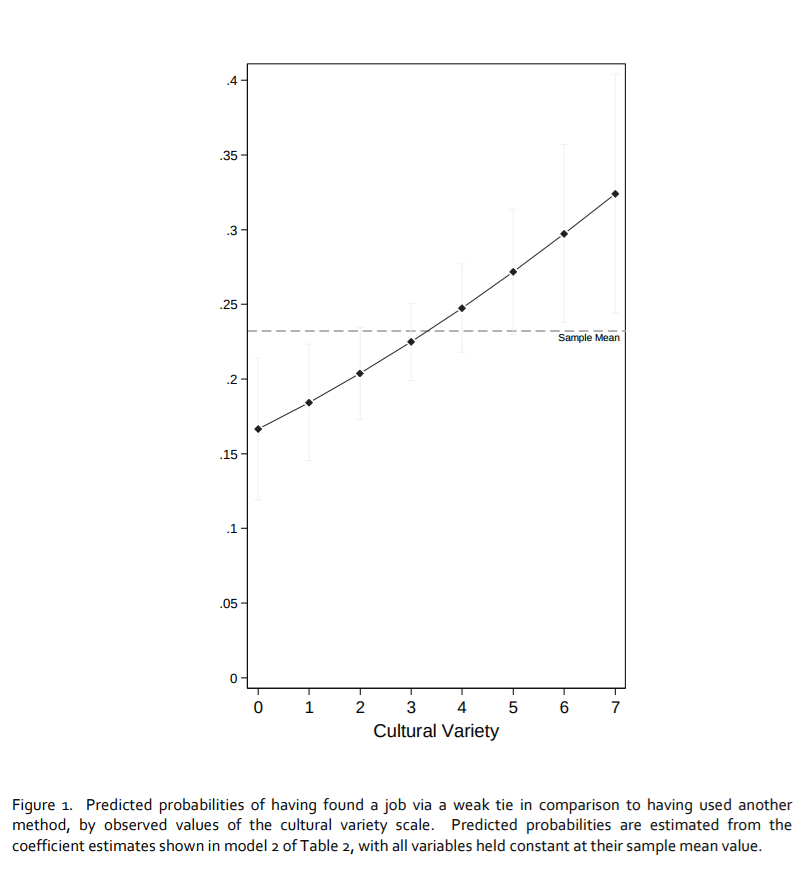 .4
.35
.3
.25
Sample Mean
.2
.15
.1
.05
0
0 1 2 3 4 5 6 7
Cultural Variety
Figure 1. Predicted probabilities of having found a job via a weak tie in comparison to having used another
method, by observed values of the cultural variety scale. Predicted probabilities are estimated from the
coefficient estimates shown in model 2 of Table 2, with all variables held constant at their sample mean value.